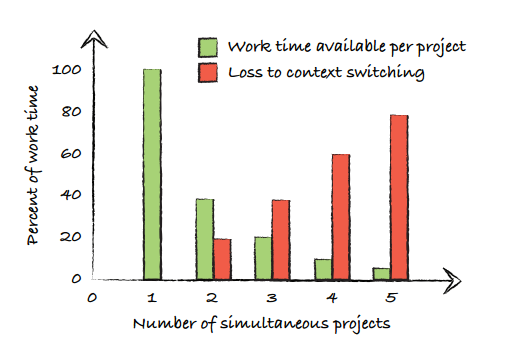 Work time available per project
Loss to context switching
Percent of work time
100
80
60
40
20
0
0 1 2 3 4 5
Number of simultaneous projects